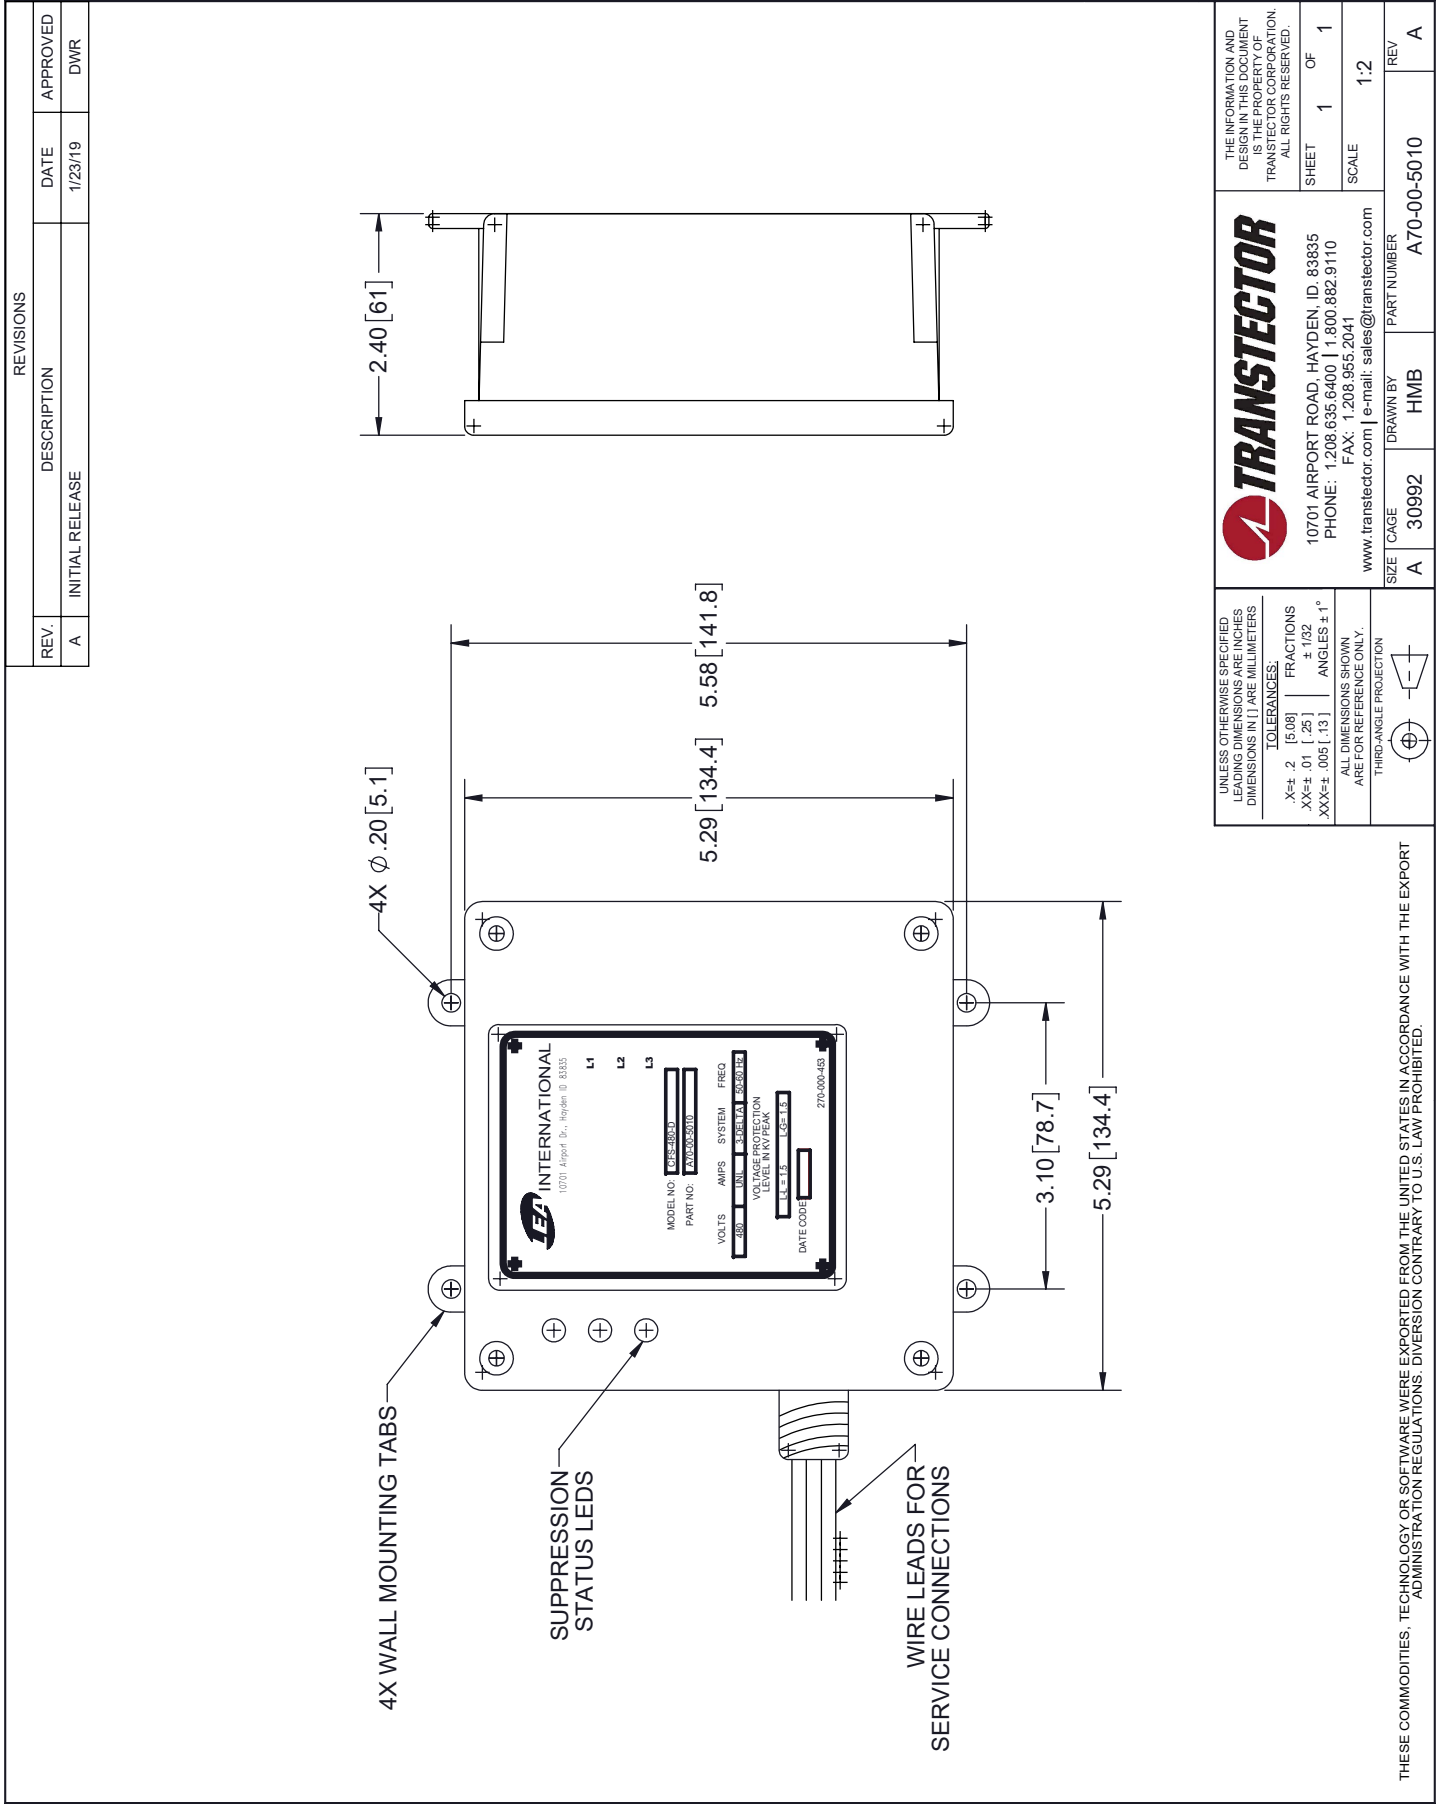 REVISIONS
REV. DESCRIPTION DATE APPROVED
A INITIAL RELEASE 1/23/19 DWR
4X WALL MOUNTING TABS
4X ∅ .20 [5.1]
2.40 [61]
SUPPRESSION
STATUS LEDS
WIRE LEADS FOR
SERVICE CONNECTIONS
LEA INTERNATIONAL
10701 Airport Dr., Hayden ID 83835
L1
L2
L3
MODEL NO: CFS-480-D
PART NO: A70-00-5010
VOLTS AMPS SYSTEM FREQ
480 UNL 3-DELTA 50-60 Hz
VOLTAGE PROTECTION
LEVEL IN KV PEAK
L-L = 1.5 L-G= 1.5
DATE CODE
270-000-453
5.29 [134.4]
5.58 [141.8]
3.10 [78.7]
5.29 [134.4]
UNLESS OTHERWISE SPECIFIED
LEADING DIMENSIONS ARE INCHES
DIMENSIONS IN [ ] ARE MILLIMETERS
TOLERANCES:
.X=± .2 [5.08] FRACTIONS
.XX=± .01 [ .25 ] ± 1/32
.XXX=± .005 [ .13 ] ANGLES ± 1°
ALL DIMENSIONS SHOWN
ARE FOR REFERENCE ONLY.
THIRD-ANGLE PROJECTION
TRANSTECTOR
10701 AIRPORT ROAD, HAYDEN, ID. 83835
PHONE: 1.208.635.6400 | 1.800.882.9110
FAX: 1.208.955.2041
www.transtector.com | e-mail: sales@transtector.com
THE INFORMATION AND
DESIGN IN THIS DOCUMENT
IS THE PROPERTY OF
TRANSTECTOR CORPORATION.
ALL RIGHTS RESERVED.
SHEET 1 OF 1
SCALE 1:2
SIZE CAGE DRAWN BY PART NUMBER REV
A 30992 HMB A70-00-5010 A
THESE COMMODITIES, TECHNOLOGY OR SOFTWARE WERE EXPORTED FROM THE UNITED STATES IN ACCORDANCE WITH THE EXPORT
ADMINISTRATION REGULATIONS. DIVERSION CONTRARY TO U.S. LAW PROHIBITED.